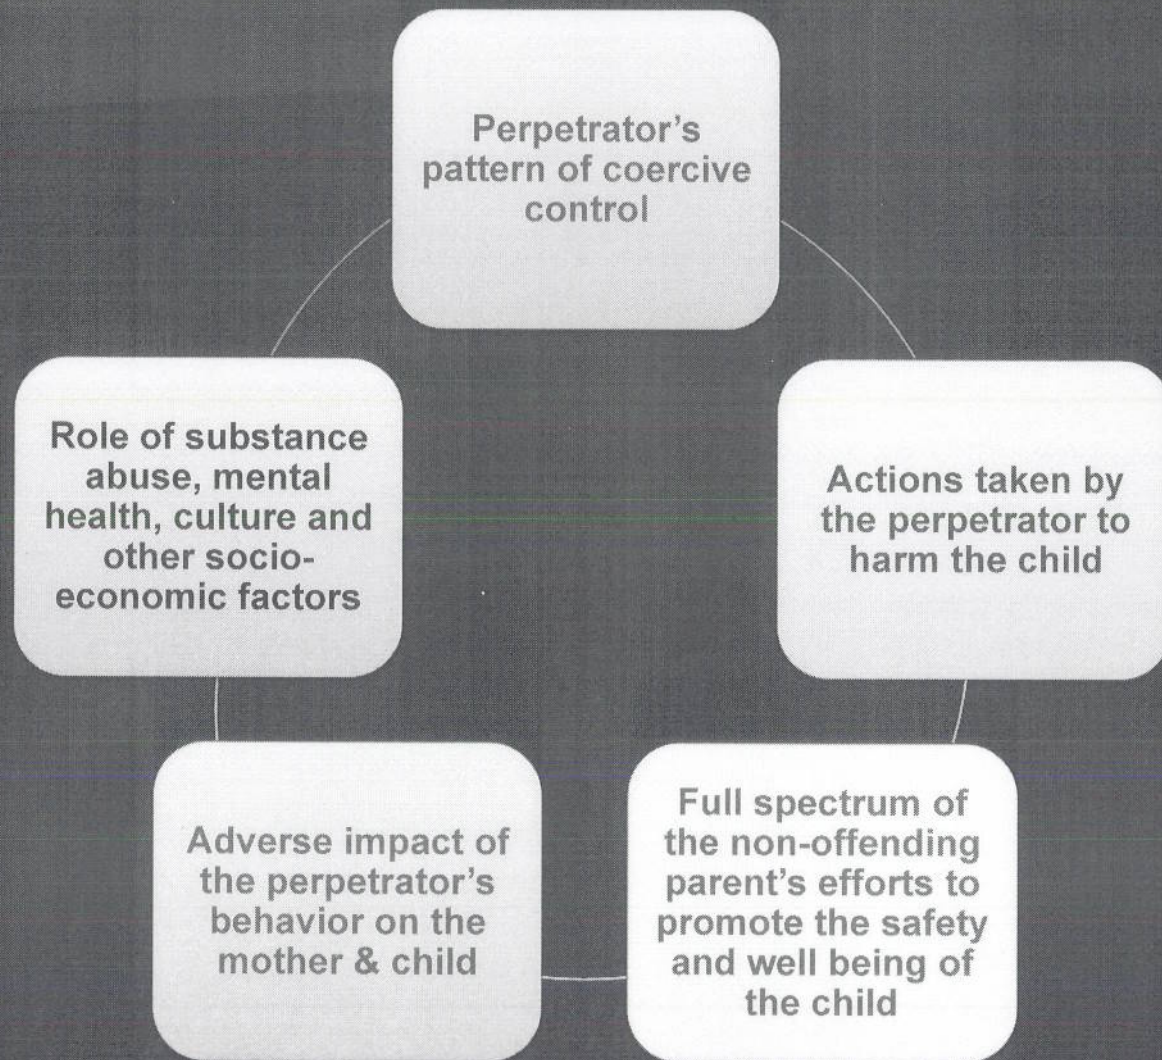 Perpetrator's
pattern of coercive
control
Actions taken by
the perpetrator to
harm the child
Full spectrum of
the non-offending
parent's efforts to
promote the safety
and well being of
the child
Adverse impact of
the perpetrator's
behavior on the
mother & child
Role of substance
abuse, mental
health, culture and
other socio-
economic factors